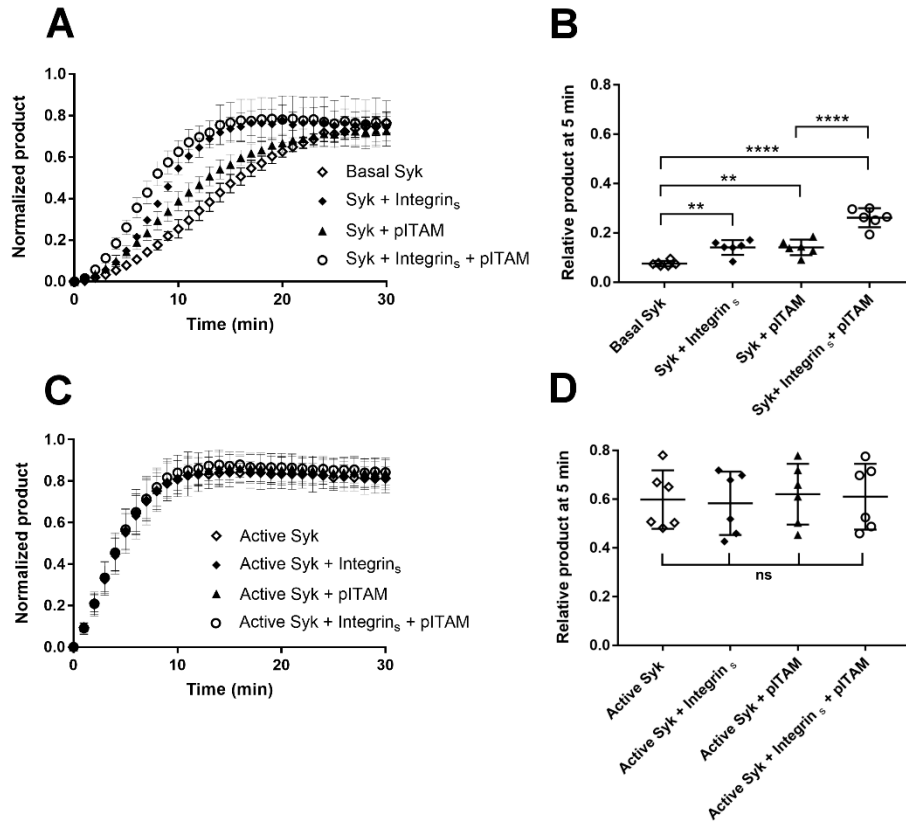 A
Normalized product
1.0
0.8
0.6
0.4
0.2
0.0
Basal Syk
Syk + Integrins
Syk + pITAM
Syk + Integrins + pITAM
0
10
20
30
Time (min)
B
Relative product at 5 min
0.8
0.6
0.4
0.2
0.0
****
****
**
**
Basal Syk
Syk + Integrin s
Syk + pITAM
Syk+ Integrin s + pITAM
C
Normalized product
1.0
0.8
0.6
0.4
0.2
0.0
Active Syk
Active Syk + Integrins
Active Syk + pITAM
Active Syk + Integrins + pITAM
0
10
20
30
Time (min)
D
Relative product at 5 min
0.8
0.6
0.4
0.2
0.0
ns
Active Syk
Active Syk + Integrin s
Active Syk + pITAM
Active Syk + Integrin s + pITAM